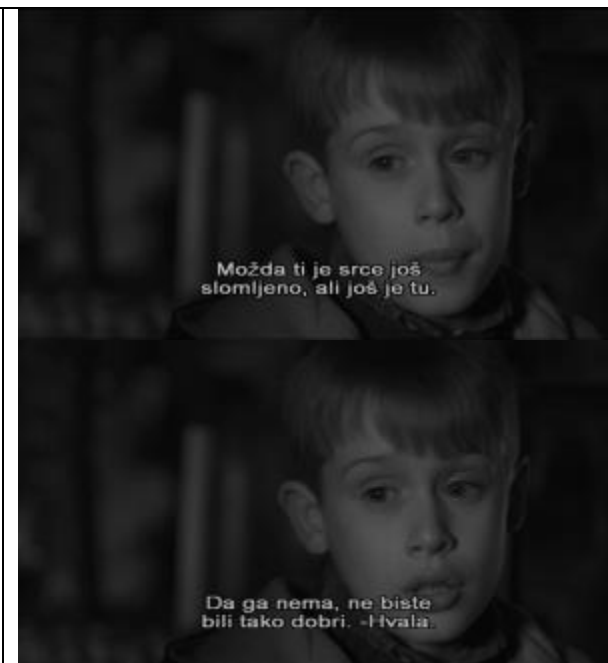 Možda ti je srce još
slomljeno, ali još je tu.
Da ga nema, ne biste
bili tako dobri. -Hvala.